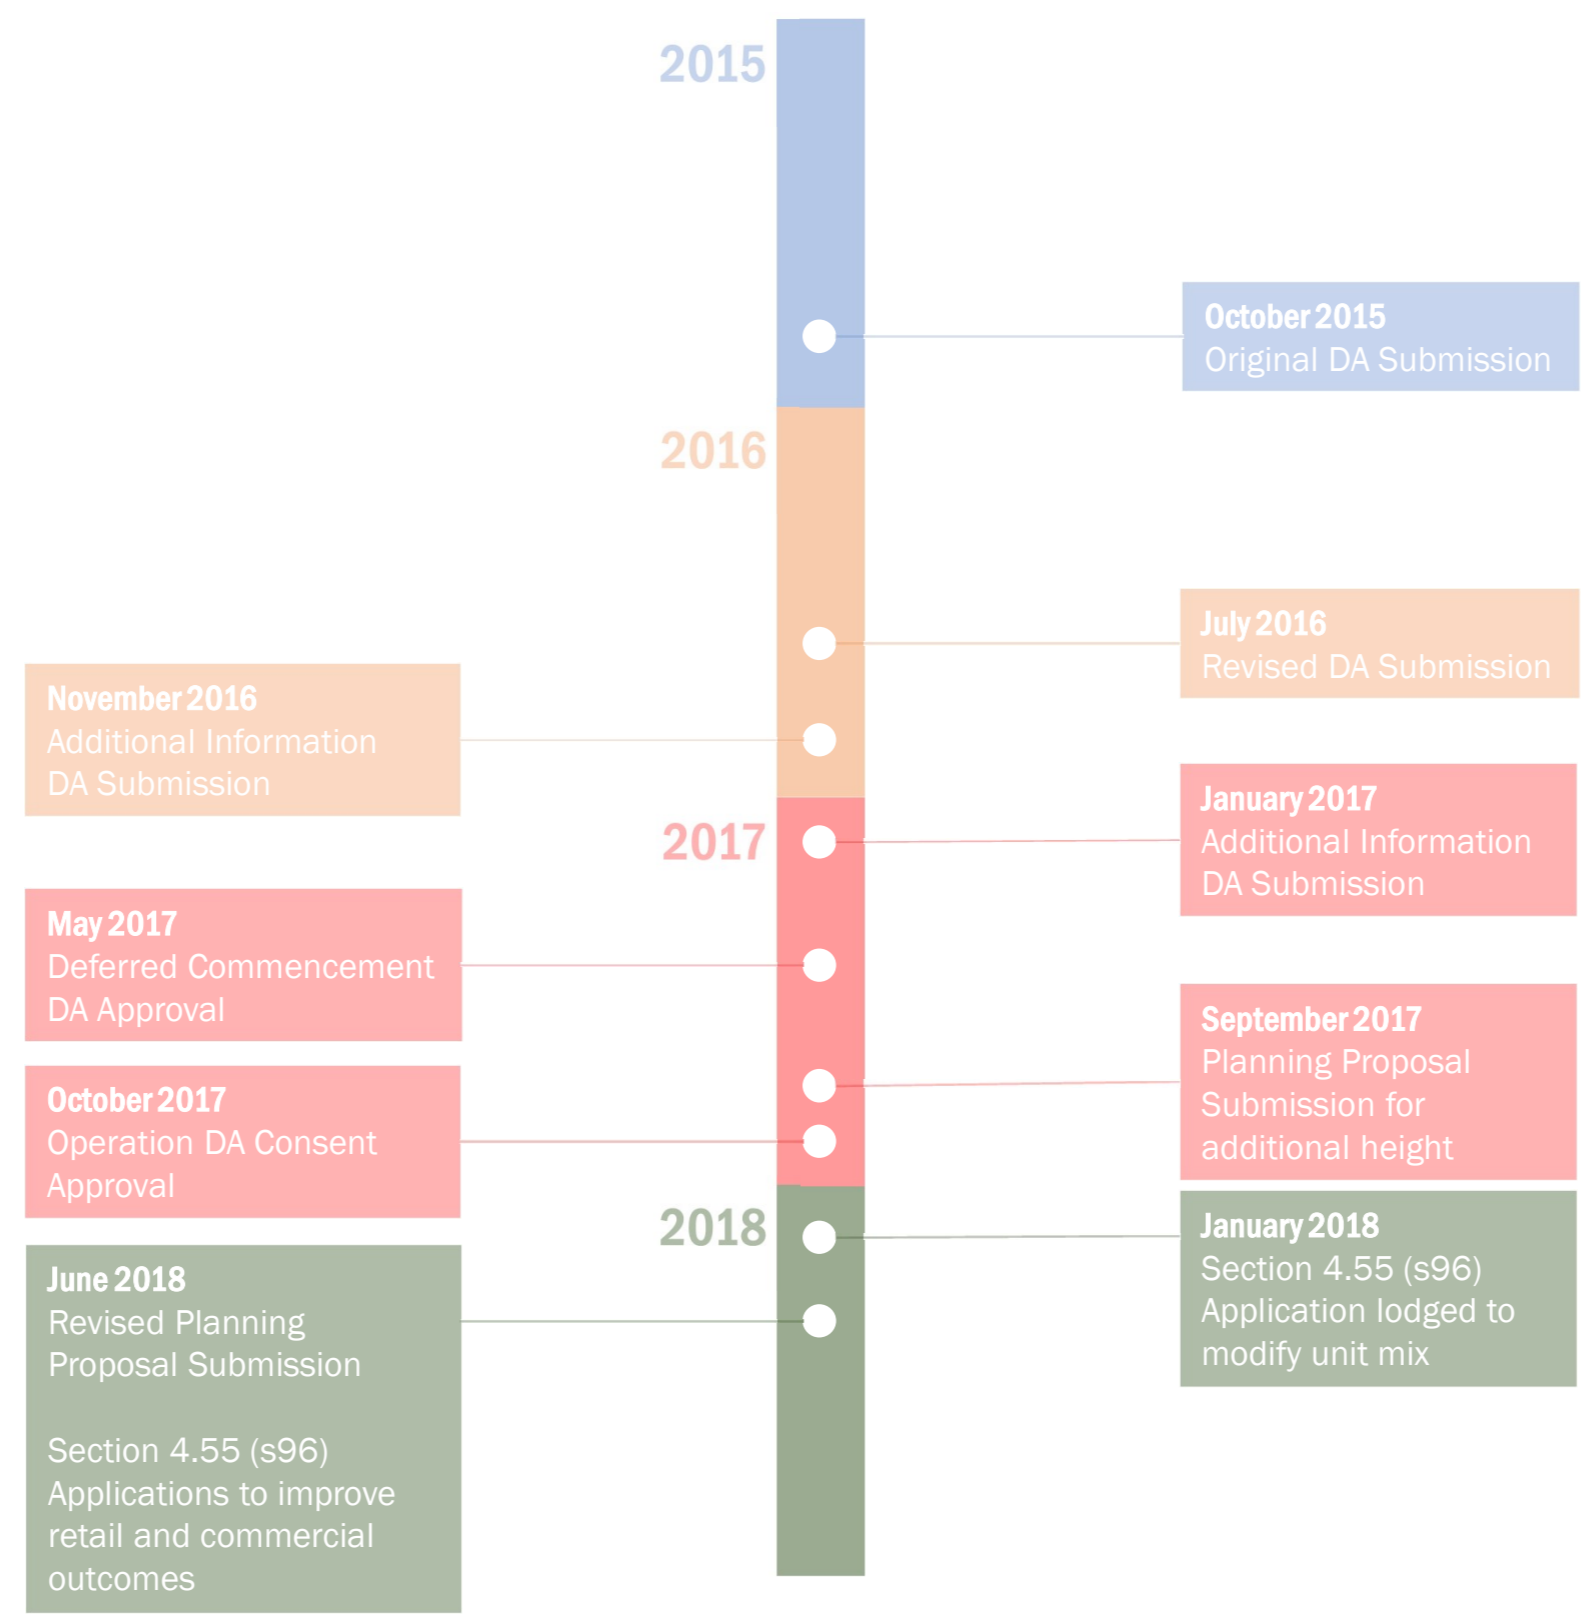 2015
October 2015
Original DA Submission
2016
July 2016
Revised DA Submission
November 2016
Additional Information
DA Submission
2017
January 2017
Additional Information
DA Submission
May 2017
Deferred Commencement
DA Approval
September 2017
Planning Proposal
Submission for
additional height
October 2017
Operation DA Consent
Approval
2018
January 2018
Section 4.55 (s96)
Application lodged to
modify unit mix
June 2018
Revised Planning
Proposal Submission
Section 4.55 (s96)
Applications to improve
retail and commercial
outcomes